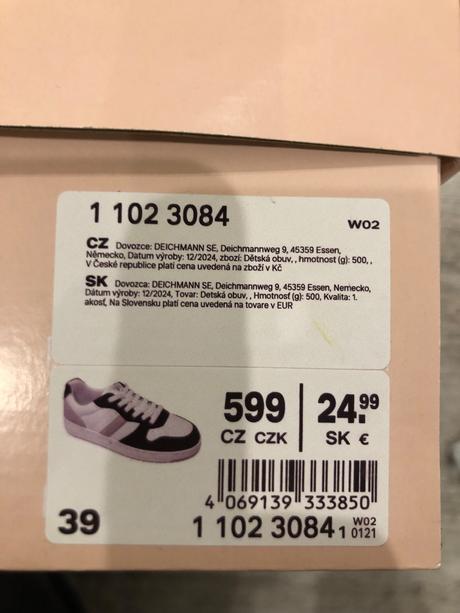 1 102 3084
W02
CZ Dovozce: DEICHMANN SE, Deichmannweg 9, 45359 Essen,
Německo, Datum výroby: 12/2024, zboží: Dětská obuv, , hmotnost (g): 500, ,
V České republice platí cena uvedená na zboží v Kč
SK Dovozca: DEICHMANN SE, Deichmannweg 9, 45359 Essen, Nemecko,
Dátum výroby: 12/2024, Tovar: Detská obuv, , Hmotnosť (g): 500, Kvalita: 1.
akosť, Na Slovensku platí cena uvedená na tovare v EUR
599 24.99
CZ CZK SK €
4 069139 333850
39 1 102 3084 1 W02 0121